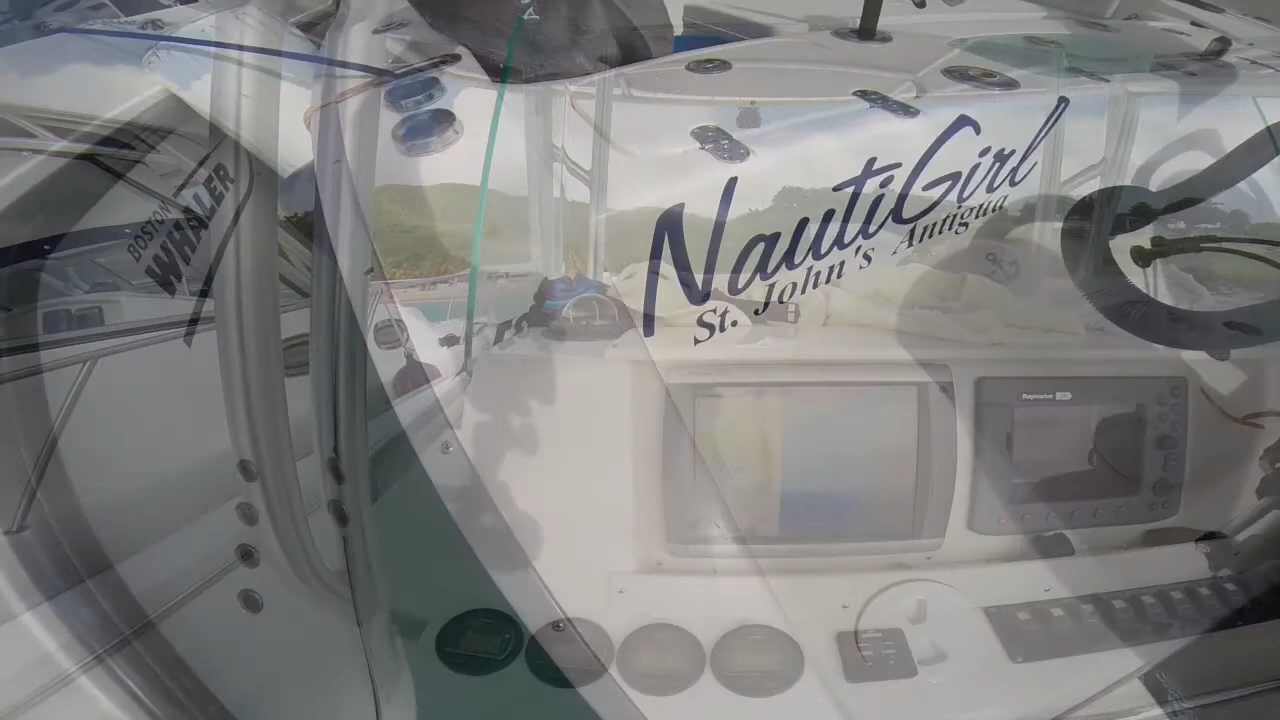 BOSTON
WHALER
NautiGirl
St. John's Antigua
Raymarine